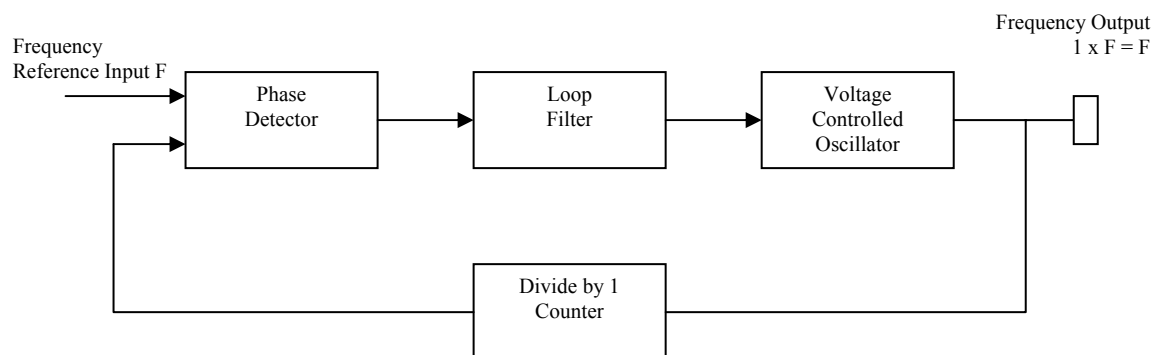 Frequency Output
1 x F = F
Frequency
Reference Input F
Phase
Detector
Loop
Filter
Voltage
Controlled
Oscillator
Divide by 1
Counter